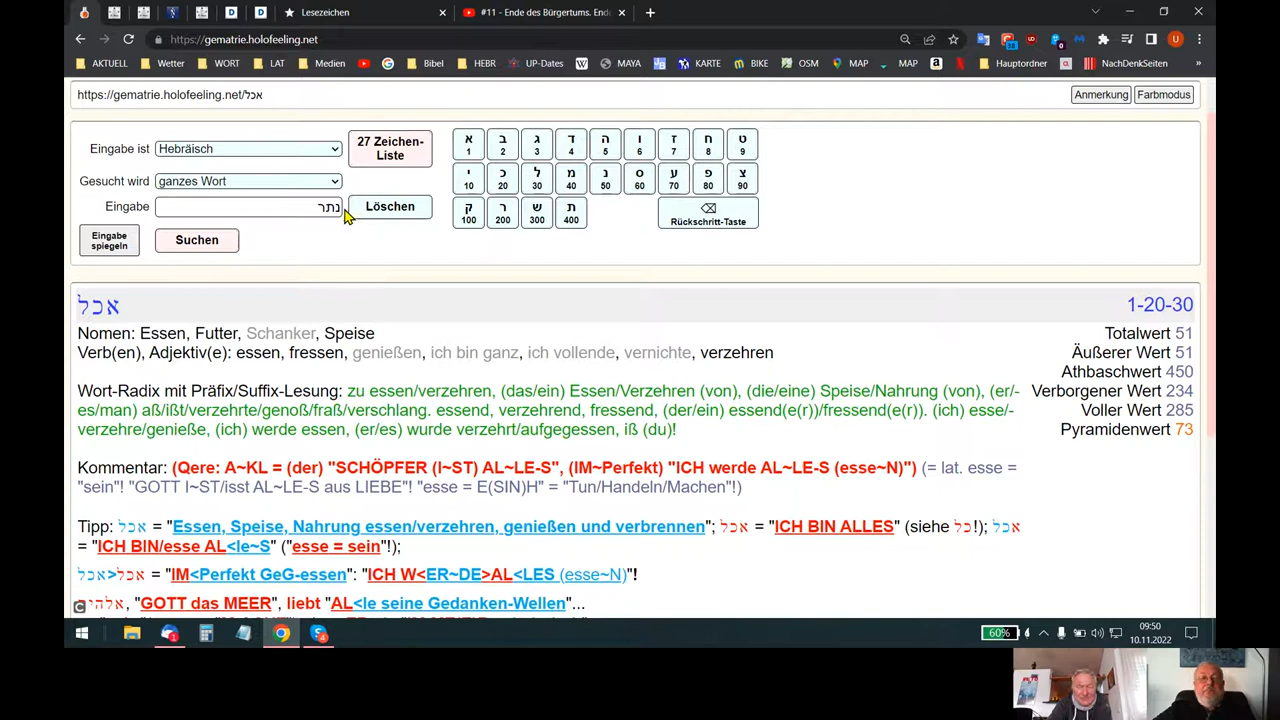 Lesezeichen
#11 - Ende des Bürgertums. End
https://gematrie.holofeeling.net
AKTUELL Wetter WORT LAT Medien Bibel HEBR UP-Dates MAYA KARTE BIKE OSM MAP MAP Hauptordner NachDenkSeiten
https://gematrie.holofeeling.net/אכל
Anmerkung Farbmodus
Eingabe ist Hebräisch
27 Zeichen-
Liste
Gesucht wird ganzes Wort
Eingabe נתר Löschen
Eingabe
spiegeln
Suchen
א ב ג ד ה ו ז ח ט
1 2 3 4 5 6 7 8 9
י כ ל מ נ ס ע פ צ
10 20 30 40 50 60 70 80 90
ק ר ש ת
100 200 300 400
Rückschritt-Taste
אכל 1-20-30
Nomen: Essen, Futter, Schanker, Speise
Verb(en), Adjektiv(e): essen, fressen, genießen, ich bin ganz, ich vollende, vernichte, verzehren
Totalwert 51
Äußerer Wert 51
Athbaschwert 450
Verborgener Wert 234
Voller Wert 285
Pyramidenwert 73
Wort-Radix mit Präfix/Suffix-Lesung: zu essen/verzehren, (das/ein) Essen/Verzehren (von), (die/eine) Speise/Nahrung (von), (er/-
es/man) aß/ißt/verzehrte/genoß/fraß/verschlang. essend, verzehrend, fressend, (der/ein) essend(e(r))/fressend(e(r)). (ich) esse/-
verzehre/genieße, (ich) werde essen, (er/es) wurde verzehrt/aufgegessen, iß (du)!
Kommentar: (Qere: A~KL = (der) "SCHÖPFER (I~ST) AL~LE-S", (IM~Perfekt) "ICH werde AL~LE-S (esse~N)") (= lat. esse =
"sein"! "GOTT I~ST/isst AL~LE-S aus LIEBE"! "esse = E(SIN)H" = "Tun/Handeln/Machen"!)
Tipp: אכל = "Essen, Speise, Nahrung essen/verzehren, genießen und verbrennen"; אכל = "ICH BIN ALLES" (siehe כל!); אכל
= "ICH BIN/esse AL<le~S" ("esse = sein"!);
אכל<אכל = "IM<Perfekt GeG-essen": "ICH W<ER~DE>AL<LES (esse~N)"!
אלהים, "GOTT das MEER", liebt "AL<le seine Gedanken-Wellen"...
60%
09:50
10.11.2022